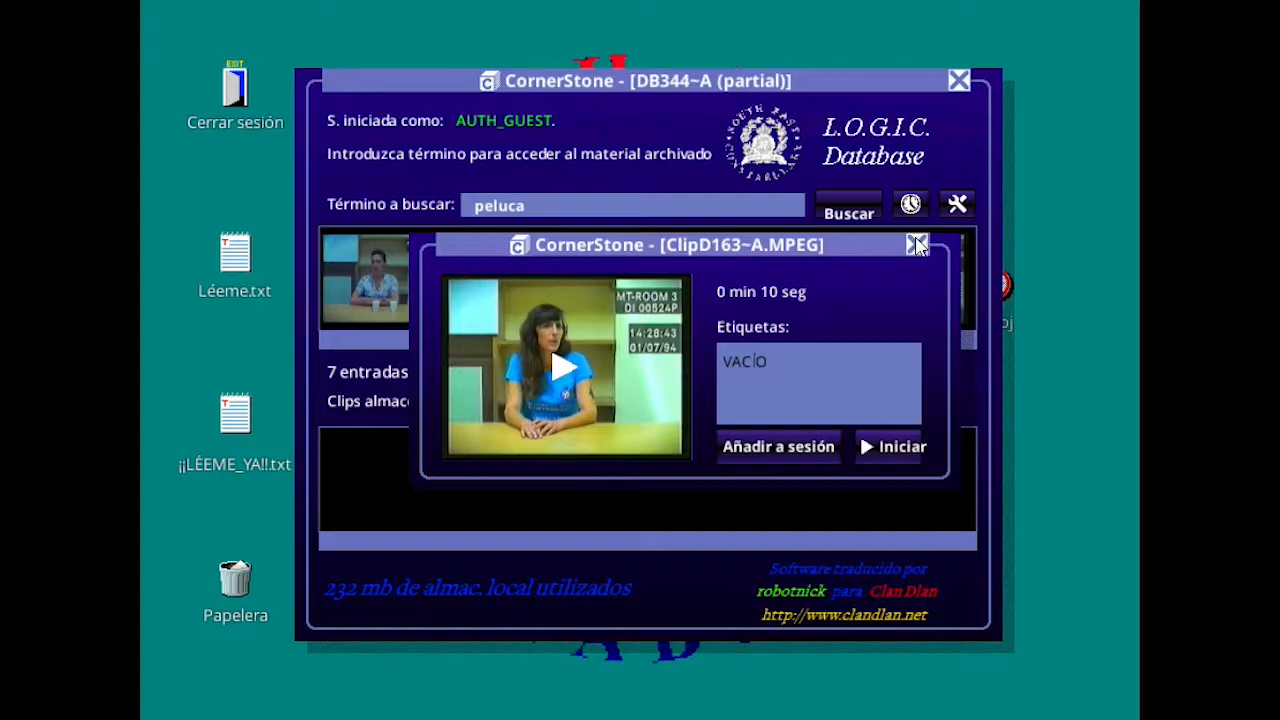 EXIT
Cerrar sesión
Léeme.txt
¡¡LÉEME_YA!!.txt
Papelera
CornerStone - [DB344~A (partial)]
S. iniciada como: AUTH_GUEST.
Introduzca término para acceder al material archivado
L.O.G.I.C.
Database
Término a buscar: peluca
Buscar
CornerStone - [ClipD163~A.MPEG]
MT-ROOM 3
DI 00524P
14:28:43
01/07/94
0 min 10 seg
Etiquetas:
VACÍO
Añadir a sesión
Iniciar
7 entradas
Clips almac
232 mb de almac. local utilizados
Software traducido por
robotnick para Clan Dlan
http://www.clandlan.net